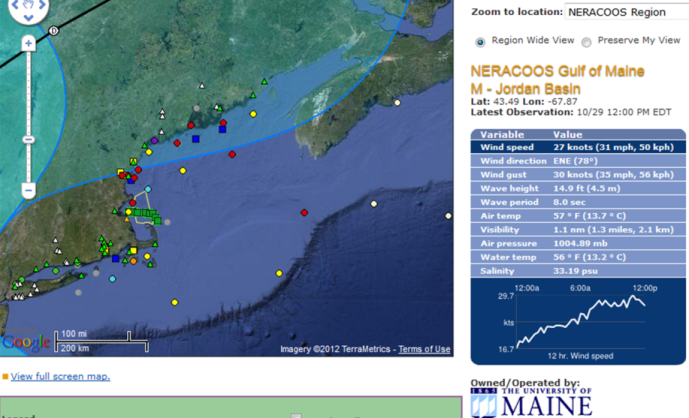 Zoom to location: NERACOOS Region
Region Wide View Preserve My View
NERACOOS Gulf of Maine
M - Jordan Basin
Lat: 43.49 Lon: -67.87
Latest Observation: 10/29 12:00 PM EDT
Variable Value
Wind speed 27 knots (31 mph, 50 kph)
Wind direction ENE (78°)
Wind gust 30 knots (35 mph, 56 kph)
Wave height 14.9 ft (4.5 m)
Wave period 8.0 sec
Air temp 57 ° F (13.7 ° C)
Visibility 1.1 nm (1.3 miles, 2.1 km)
Air pressure 1004.89 mb
Water temp 56 ° F (13.2 ° C)
Salinity 33.19 psu
12:00a 6:00a 12:00p
29.7
kts
16.7
12 hr. Wind speed
D
Google
100 mi
200 km
Imagery ©2012 TerraMetrics - Terms of Use
View full screen map.
Owned/Operated by:
1865 THE UNIVERSITY OF
MAINE